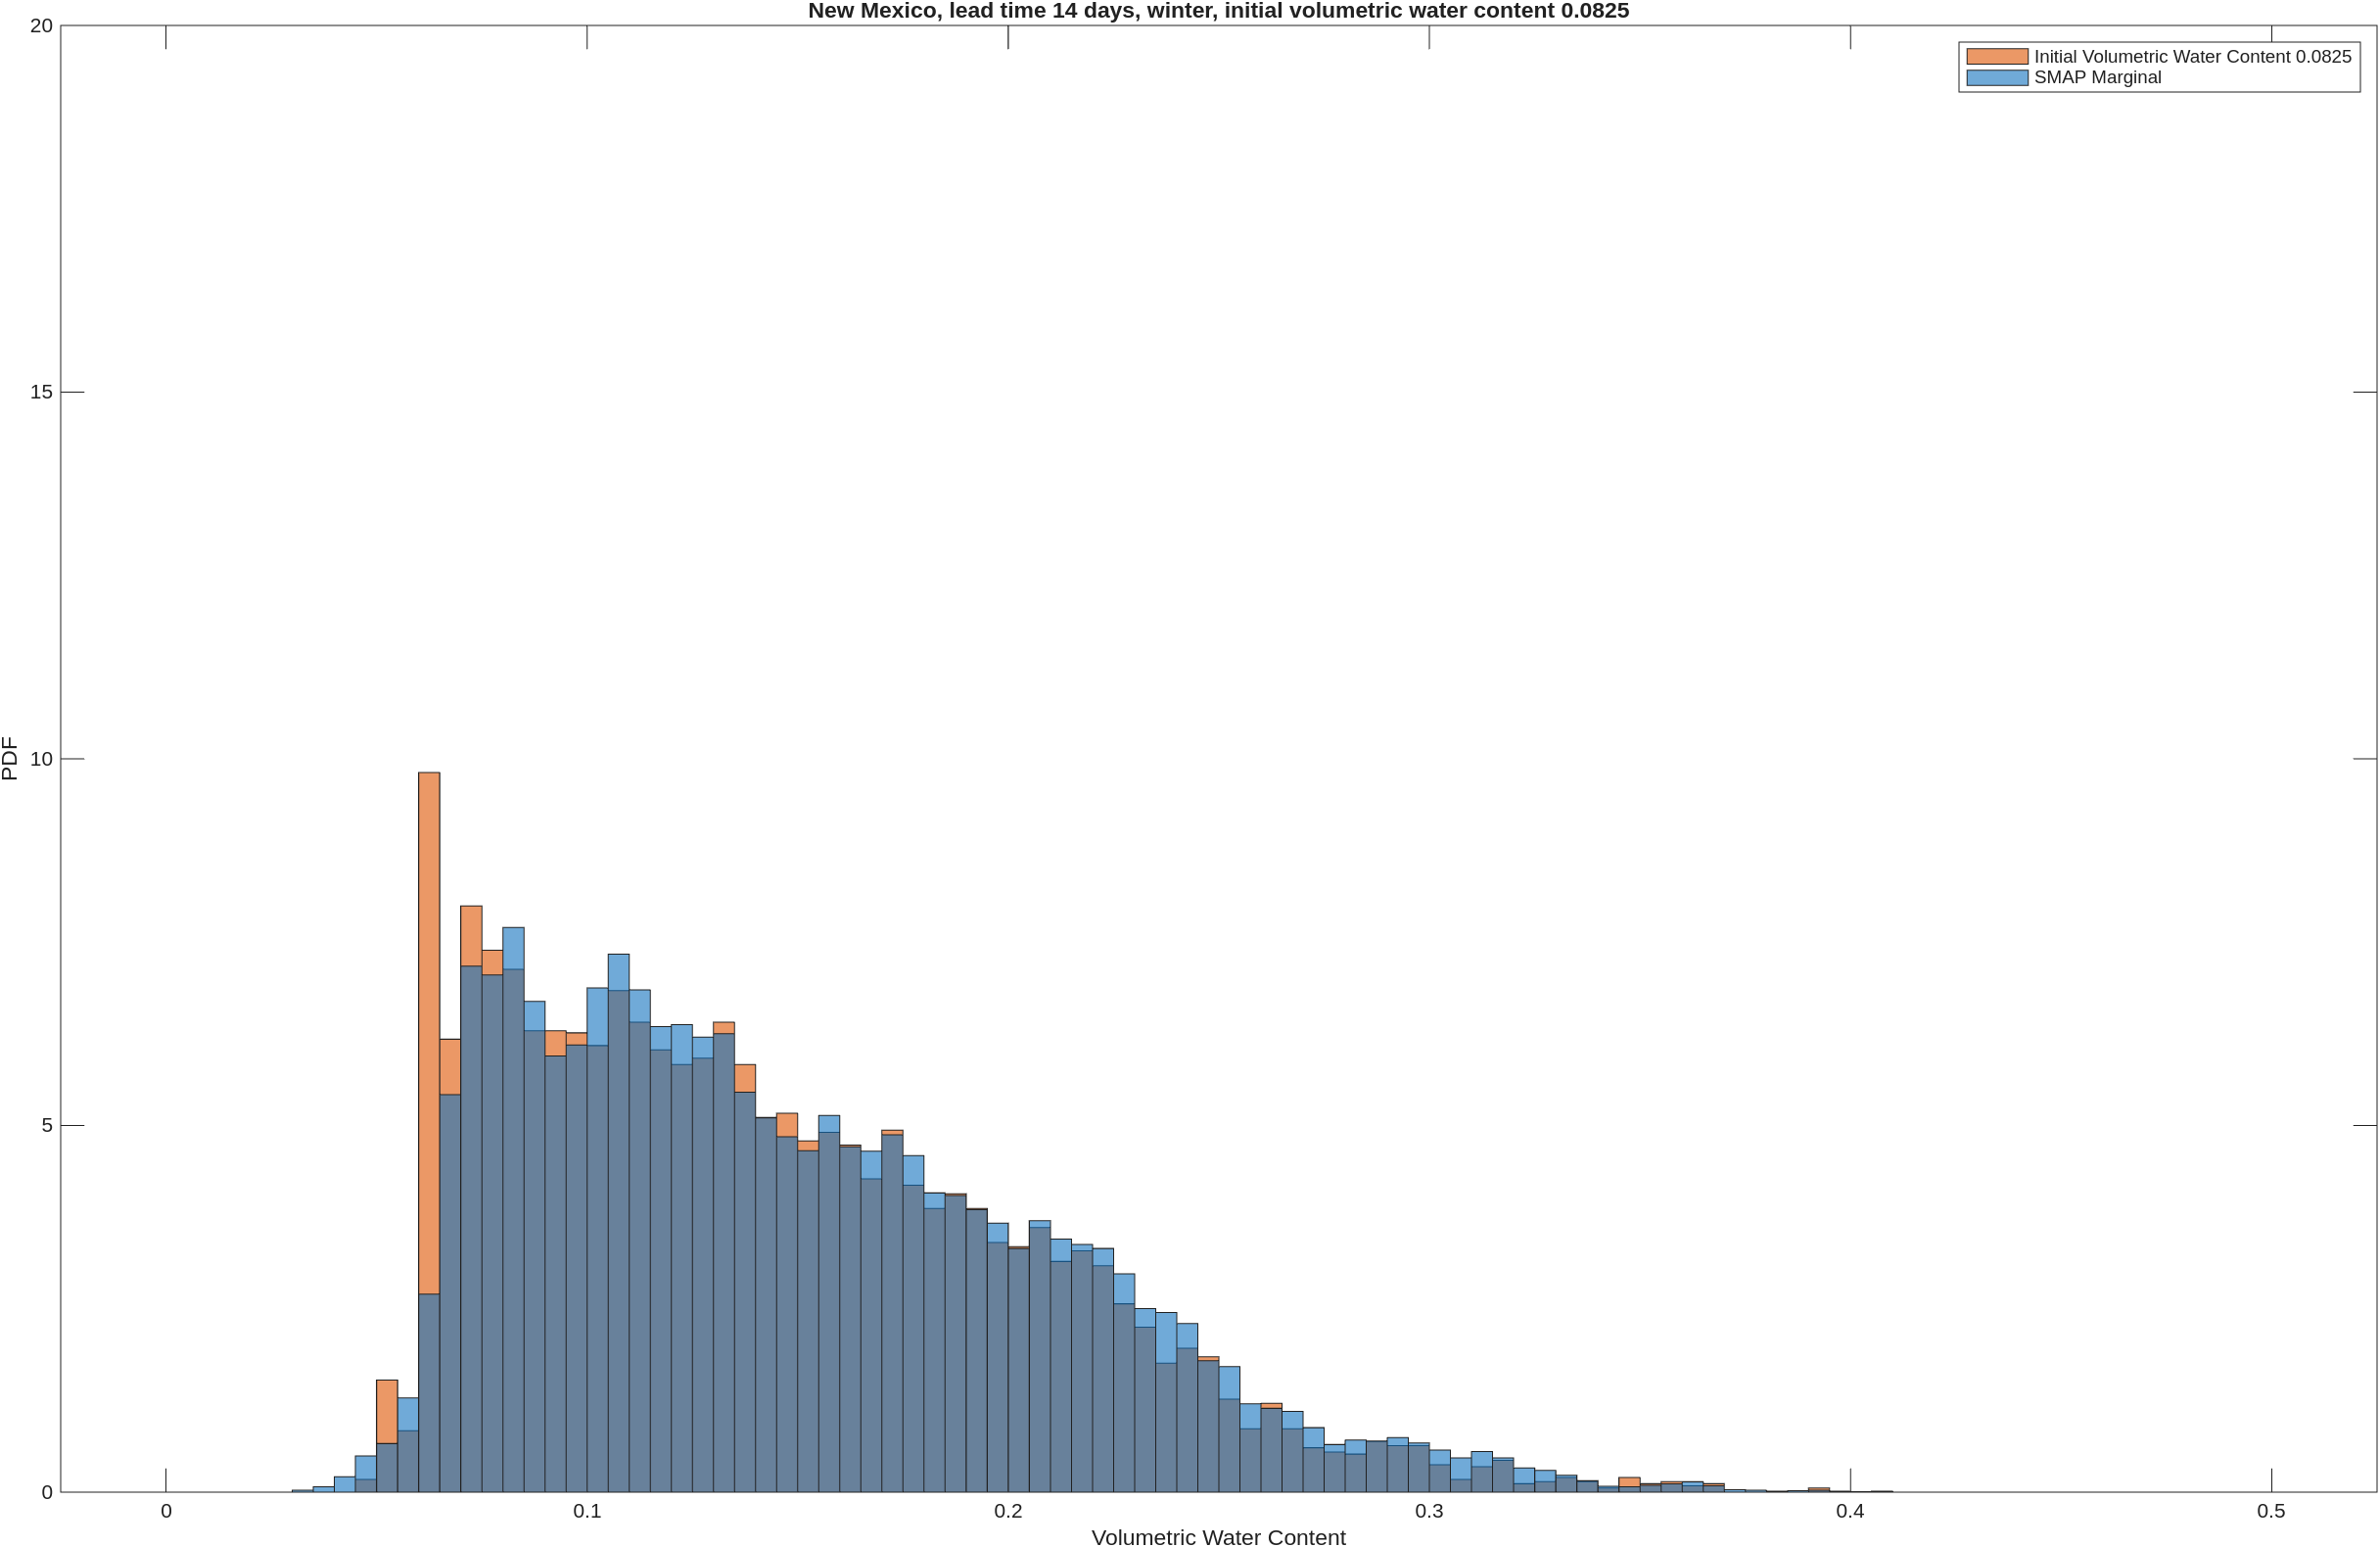 New Mexico, lead time 14 days, winter, initial volumetric water content 0.0825
Initial Volumetric Water Content 0.0825
SMAP Marginal
20
15
10
5
0
PDF
0 0.1 0.2 0.3 0.4 0.5
Volumetric Water Content